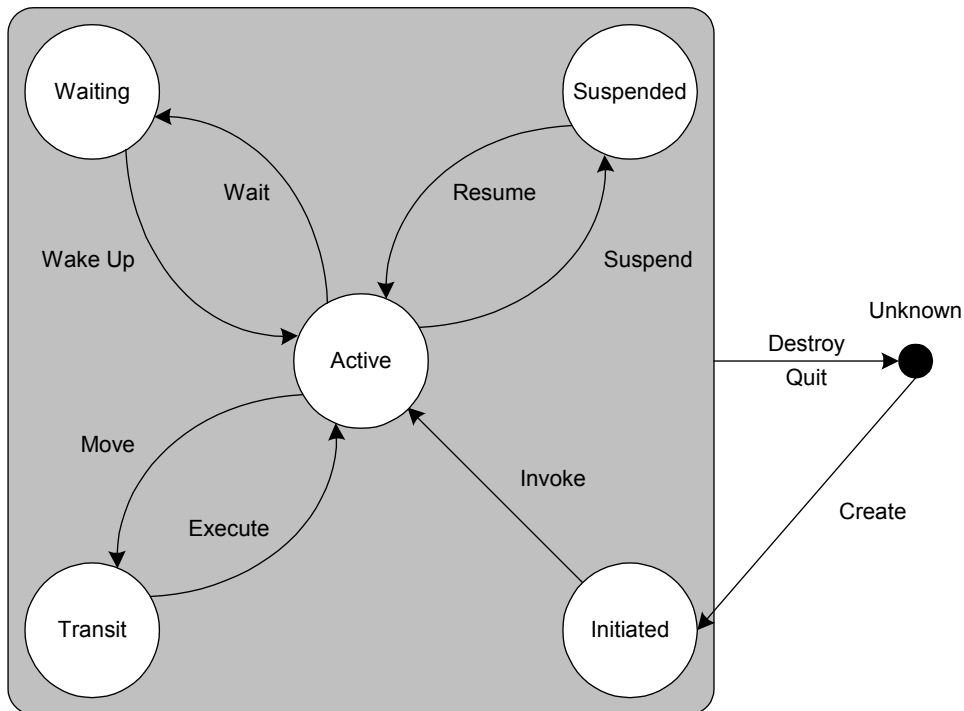 Waiting
Suspended
Wait
Resume
Wake Up
Suspend
Unknown
Destroy
Quit
Active
Move
Invoke
Execute
Create
Transit
Initiated